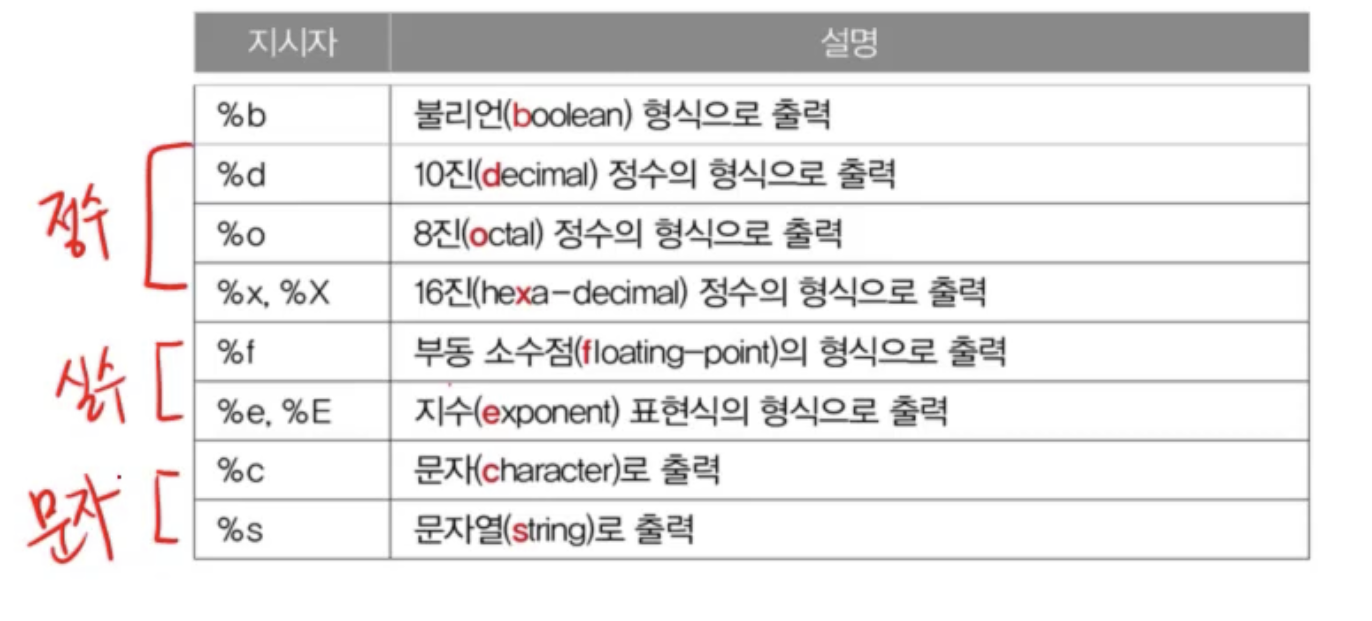 지시자 설명
%b 불리언(boolean) 형식으로 출력
%d 10진(decimal) 정수의 형식으로 출력
정수
%o 8진(octal) 정수의 형식으로 출력
%x, %X 16진(hexa-decimal) 정수의 형식으로 출력
%f 부동 소수점(floating-point)의 형식으로 출력
실수
%e, %E 지수(exponent) 표현식의 형식으로 출력
%c 문자(character)로 출력
문자
%s 문자열(string)로 출력